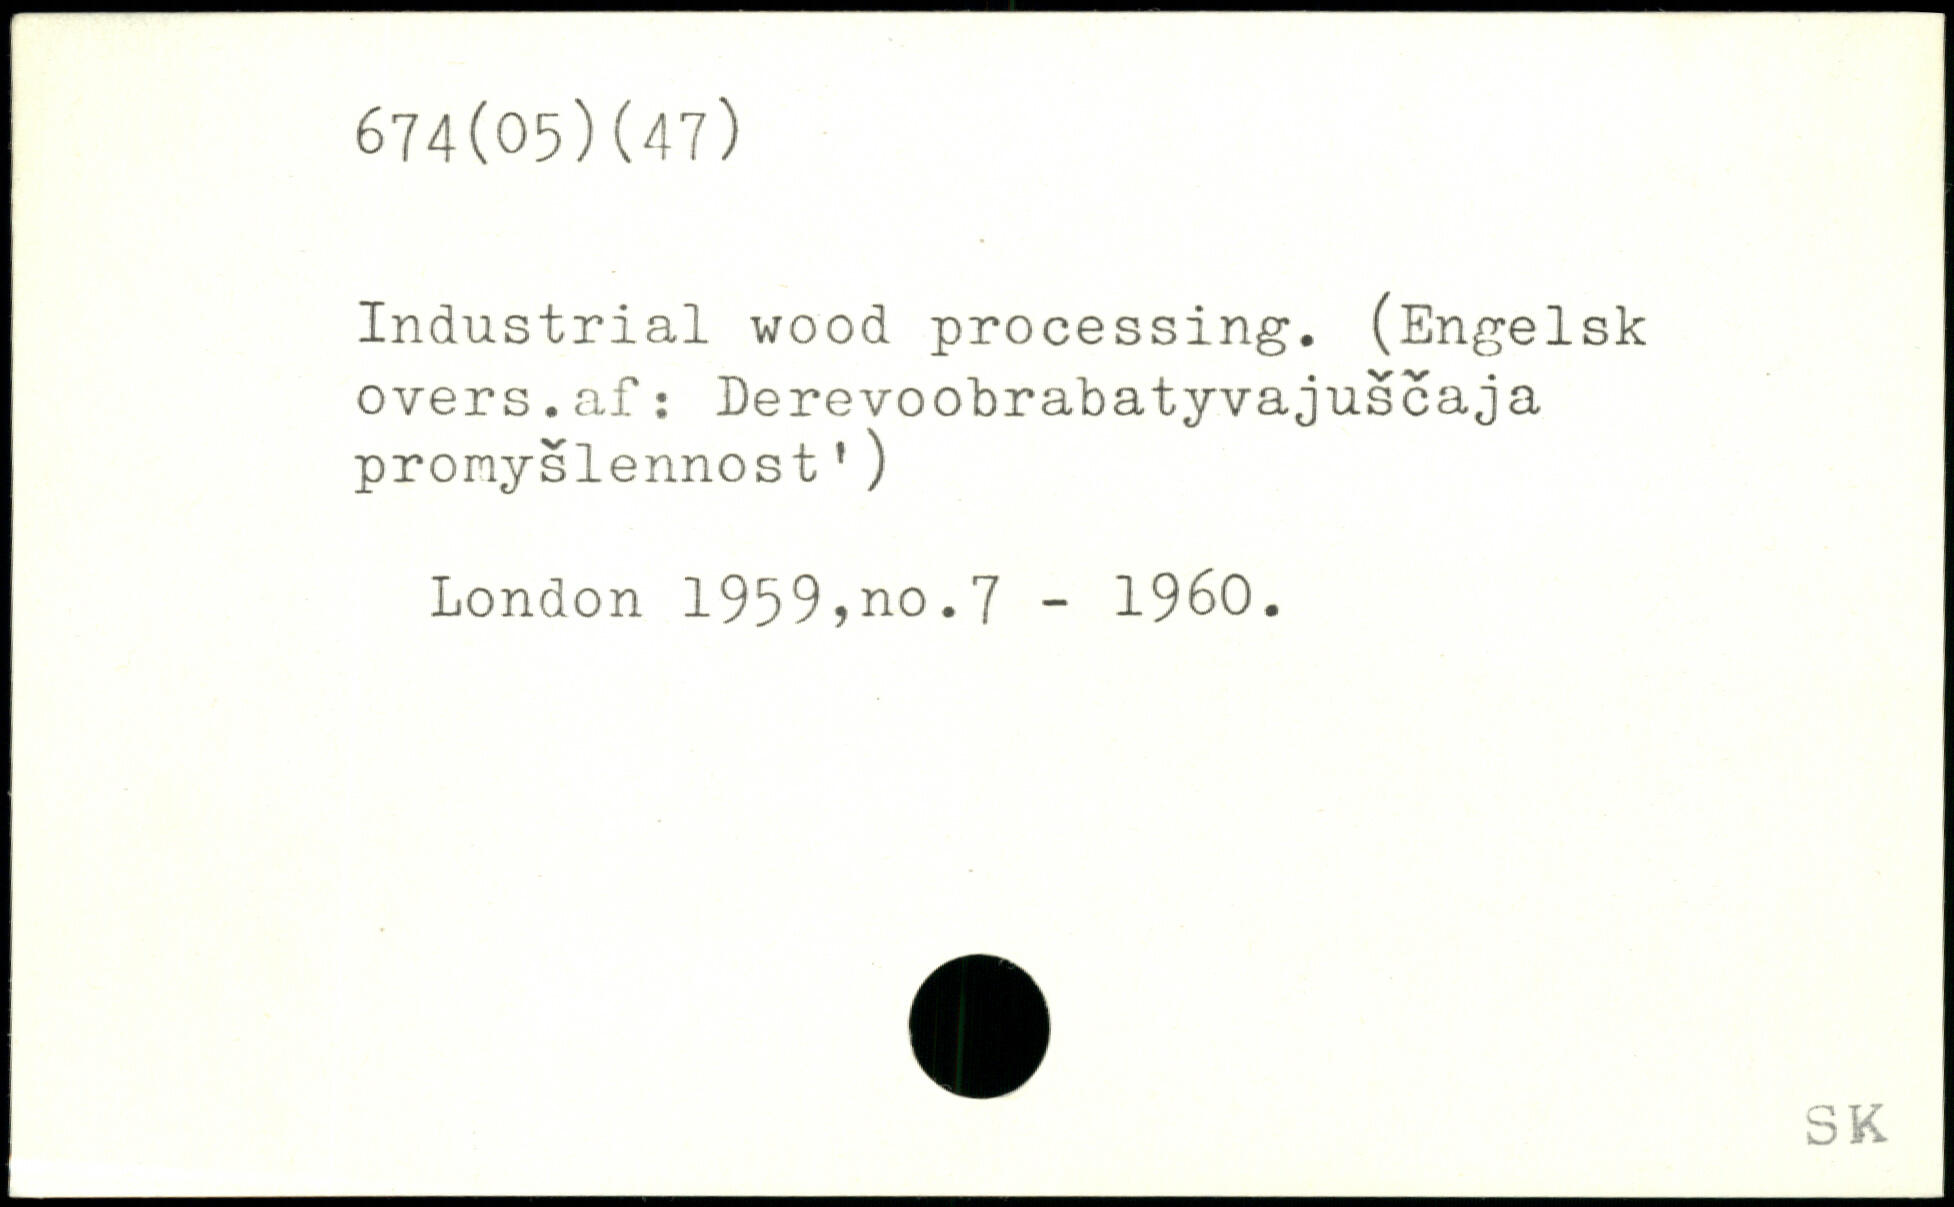 674(05)(47)
Industrial wood processing. (Engelsk
overs.af: Derevoobrabatyvajuščaja
promyšlennost')
London 1959,no.7 - 1960.
SK